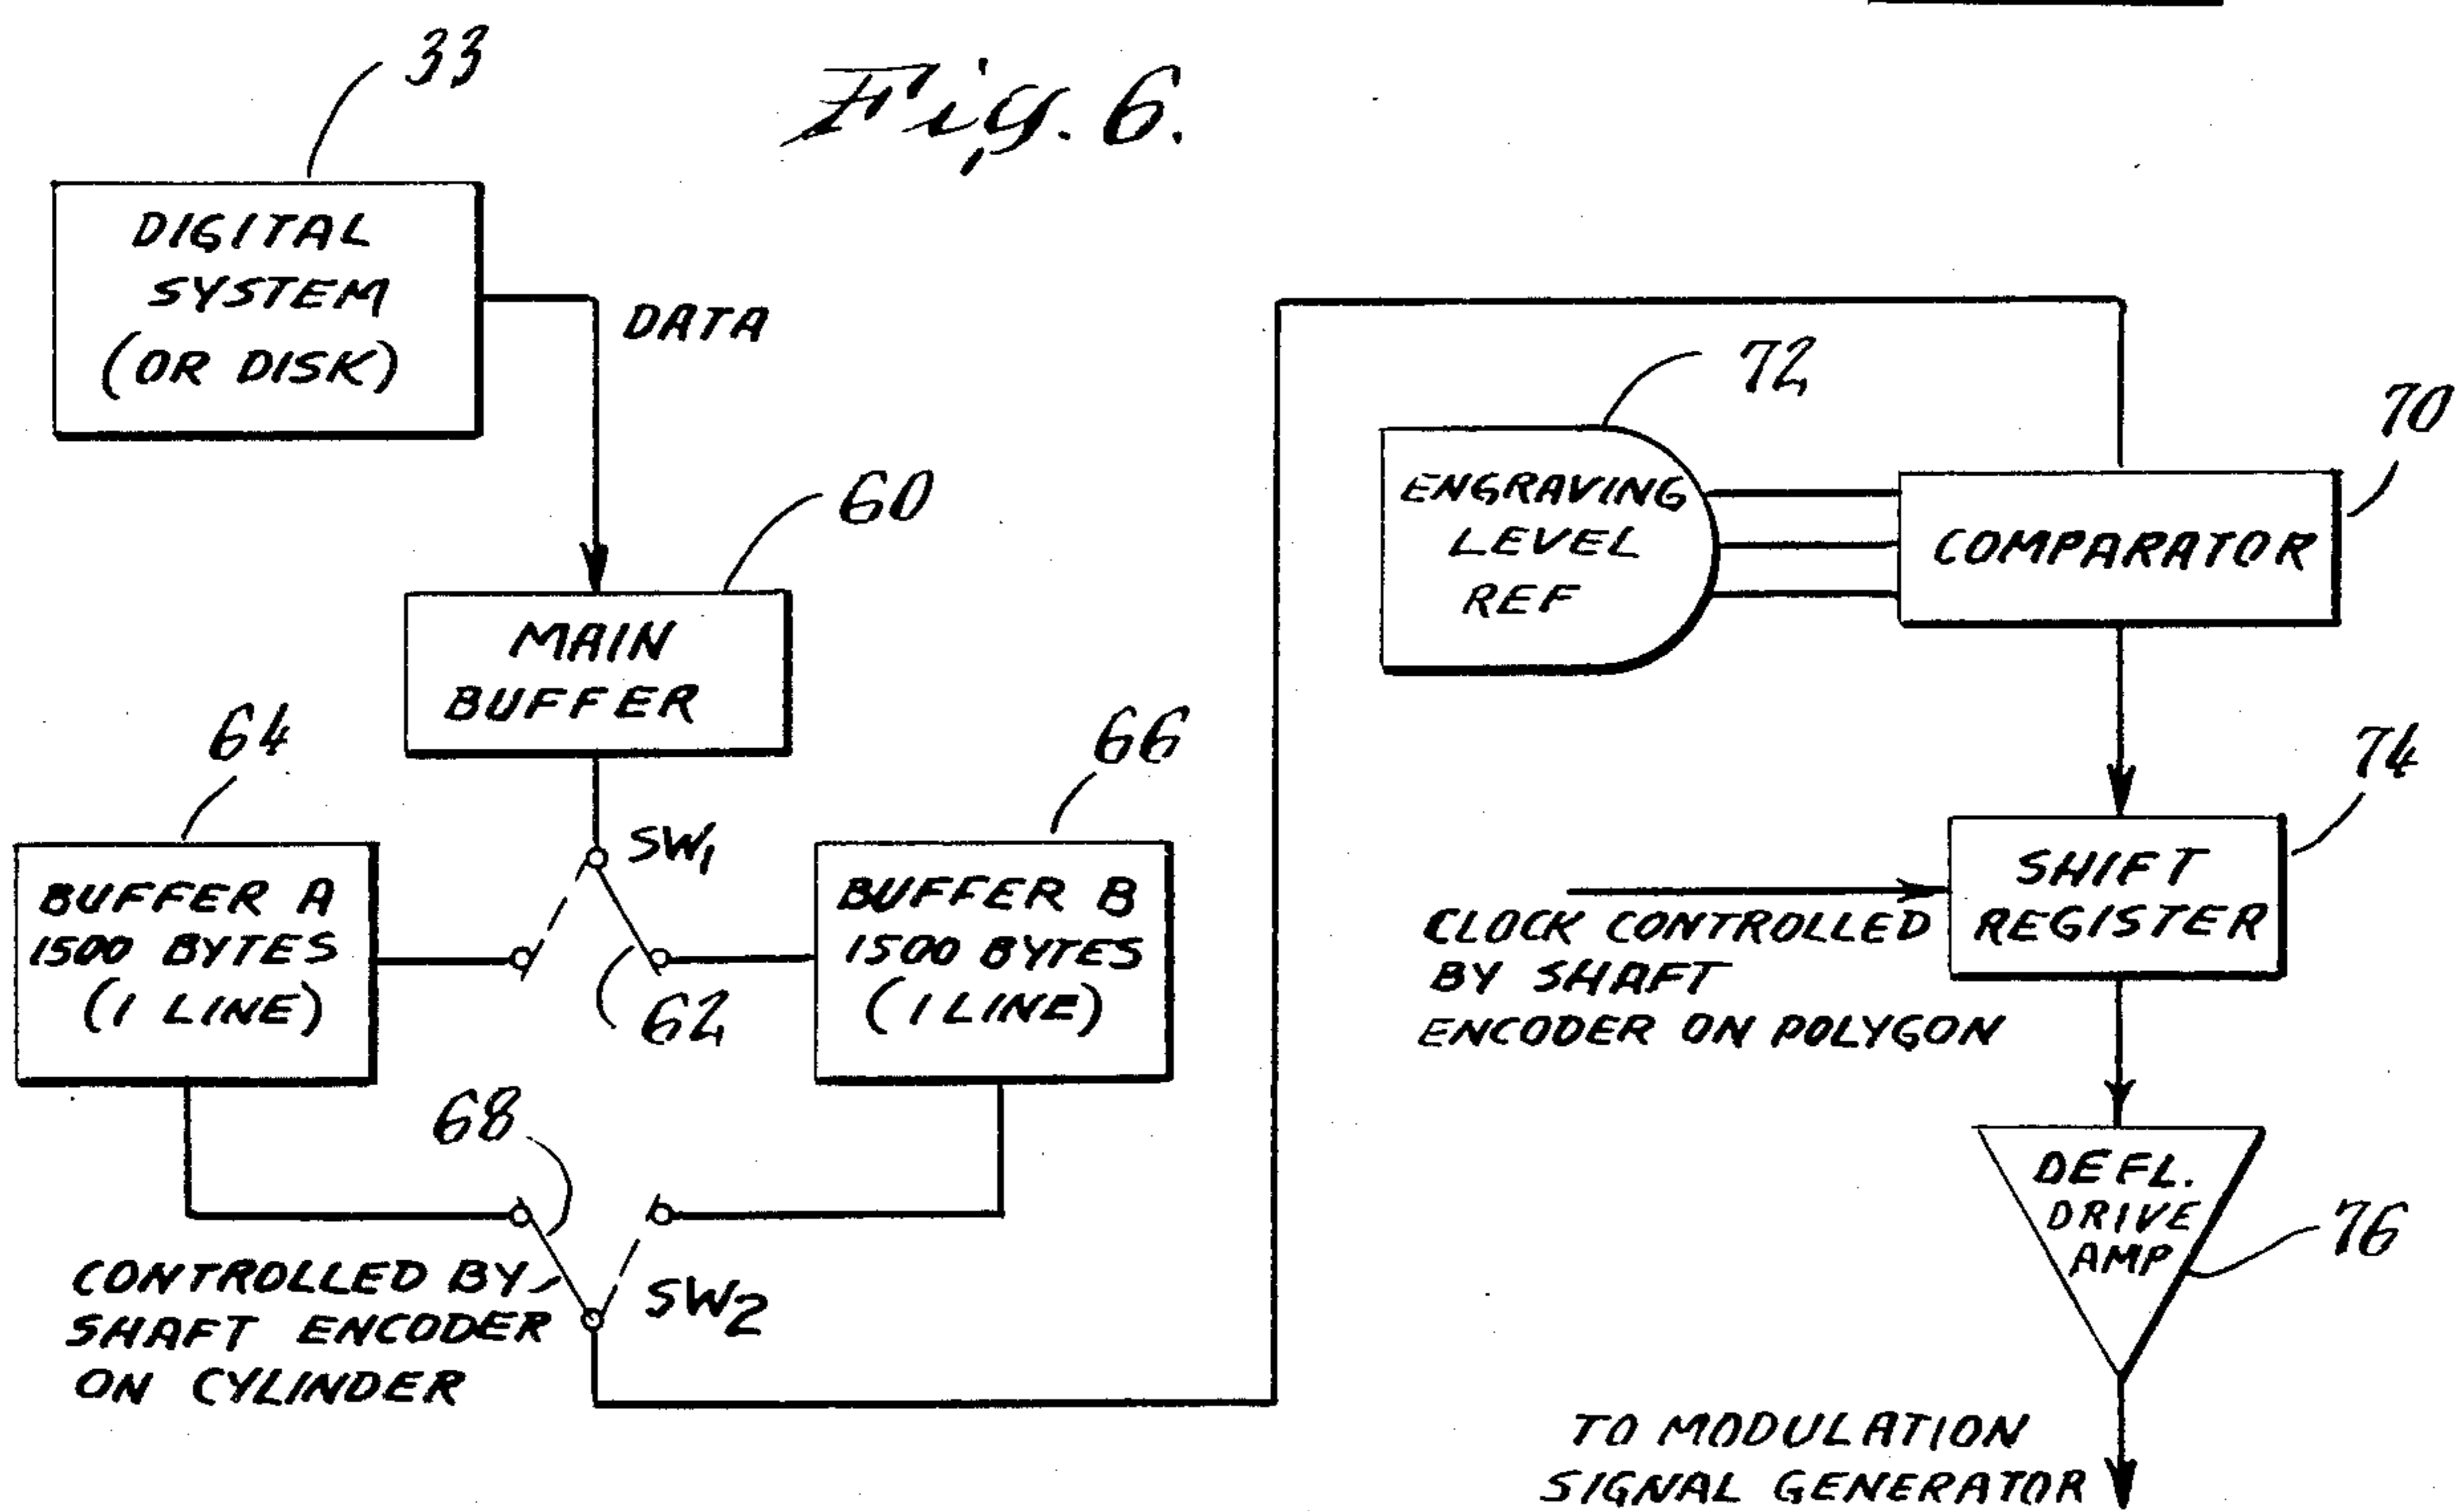 33
Fig. 6.
DIGITAL
SYSTEM
(OR DISK)
DATA
60
MAIN
BUFFER
64
BUFFER A
1500 BYTES
(1 LINE)
SW1
62
66
BUFFER B
1500 BYTES
(1 LINE)
68
CONTROLLED BY
SHAFT ENCODER
ON CYLINDER
SW2
72
ENGRAVING
LEVEL
REF
70
COMPARATOR
74
SHIFT
REGISTER
CLOCK CONTROLLED
BY SHAFT
ENCODER ON POLYGON
DEFL.
DRIVE
AMP
76
TO MODULATION
SIGNAL GENERATOR